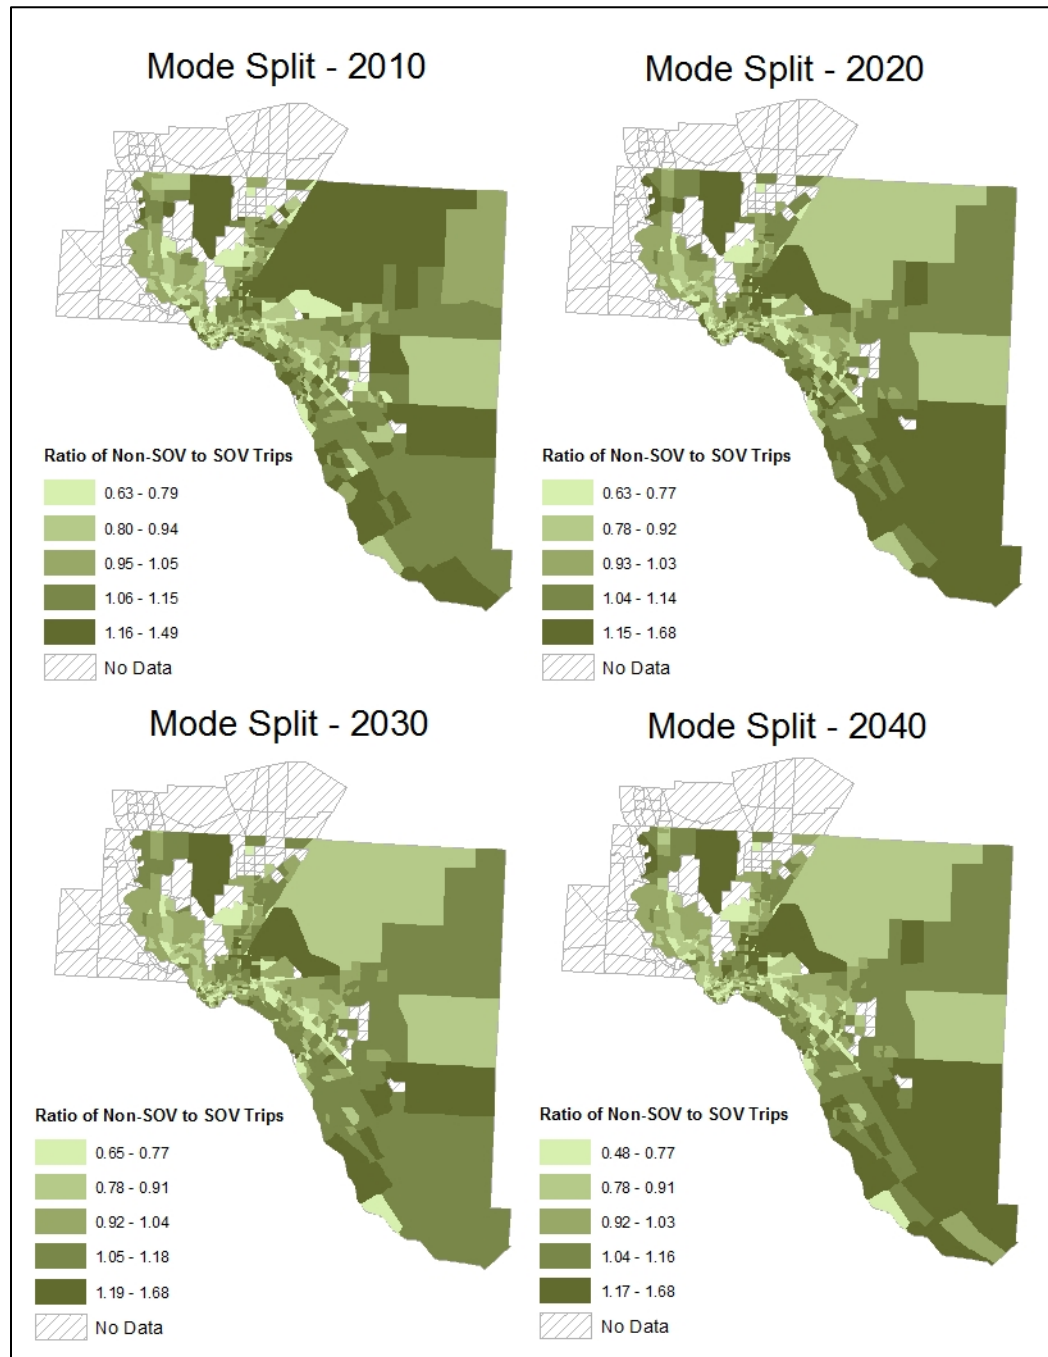 Mode Split - 2010
Ratio of Non-SOV to SOV Trips
0.63 - 0.79
0.80 - 0.94
0.95 - 1.05
1.06 - 1.15
1.16 - 1.49
No Data
Mode Split - 2020
Ratio of Non-SOV to SOV Trips
0.63 - 0.77
0.78 - 0.92
0.93 - 1.03
1.04 - 1.14
1.15 - 1.68
No Data
Mode Split - 2030
Ratio of Non-SOV to SOV Trips
0.65 - 0.77
0.78 - 0.91
0.92 - 1.04
1.05 - 1.18
1.19 - 1.68
No Data
Mode Split - 2040
Ratio of Non-SOV to SOV Trips
0.48 - 0.77
0.78 - 0.91
0.92 - 1.03
1.04 - 1.16
1.17 - 1.68
No Data